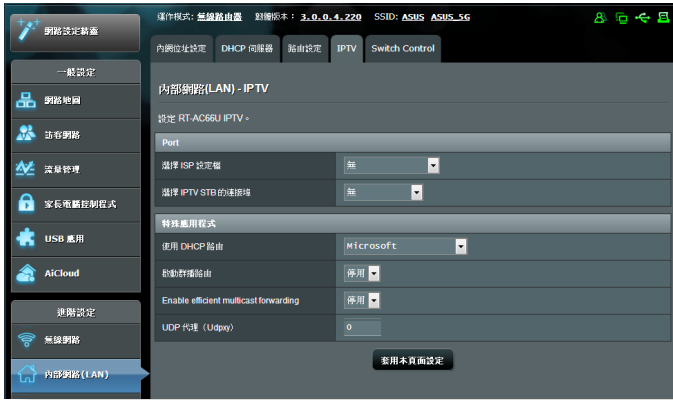 網路設定精靈
運作模式: 無線路由器 韌體版本: 3.0.0.4.220 SSID: ASUS ASUS_5G
內網位址設定 DHCP 伺服器 路由設定 IPTV Switch Control
一般設定
網路地圖
訪客網路
流量管理
家長電腦控制程式
USB 應用
AiCloud
進階設定
無線網路
內部網路(LAN)
內部網路(LAN) - IPTV
設定 RT-AC66U IPTV。
Port
選擇 ISP 設定檔 無
選擇 IPTV STB 的連接埠 無
特殊應用程式
使用 DHCP 路由 Microsoft
啟動群播路由 停用
Enable efficient multicast forwarding 停用
UDP 代理（Udpxy） 0
套用本頁面設定